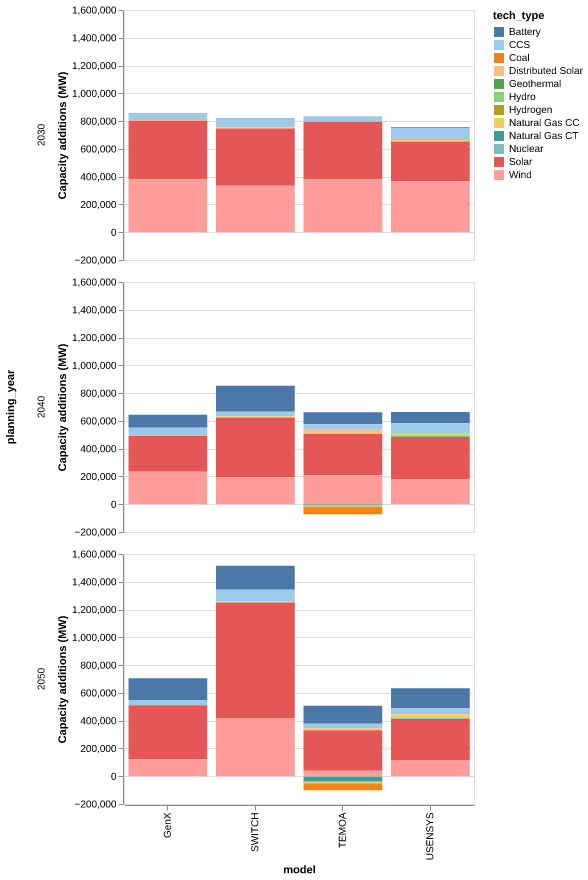 1,600,000
1,400,000
1,200,000
1,000,000
800,000
600,000
400,000
200,000
0
−200,000
Capacity additions (MW)
2030
tech_type
Battery
CCS
Coal
Distributed Solar
Geothermal
Hydro
Hydrogen
Natural Gas CC
Natural Gas CT
Nuclear
Solar
Wind
1,600,000
1,400,000
1,200,000
1,000,000
800,000
600,000
400,000
200,000
0
−200,000
Capacity additions (MW)
2040
planning_year
1,600,000
1,400,000
1,200,000
1,000,000
800,000
600,000
400,000
200,000
0
−200,000
Capacity additions (MW)
2050
GenX
SWITCH
TEMOA
USENSYS
model